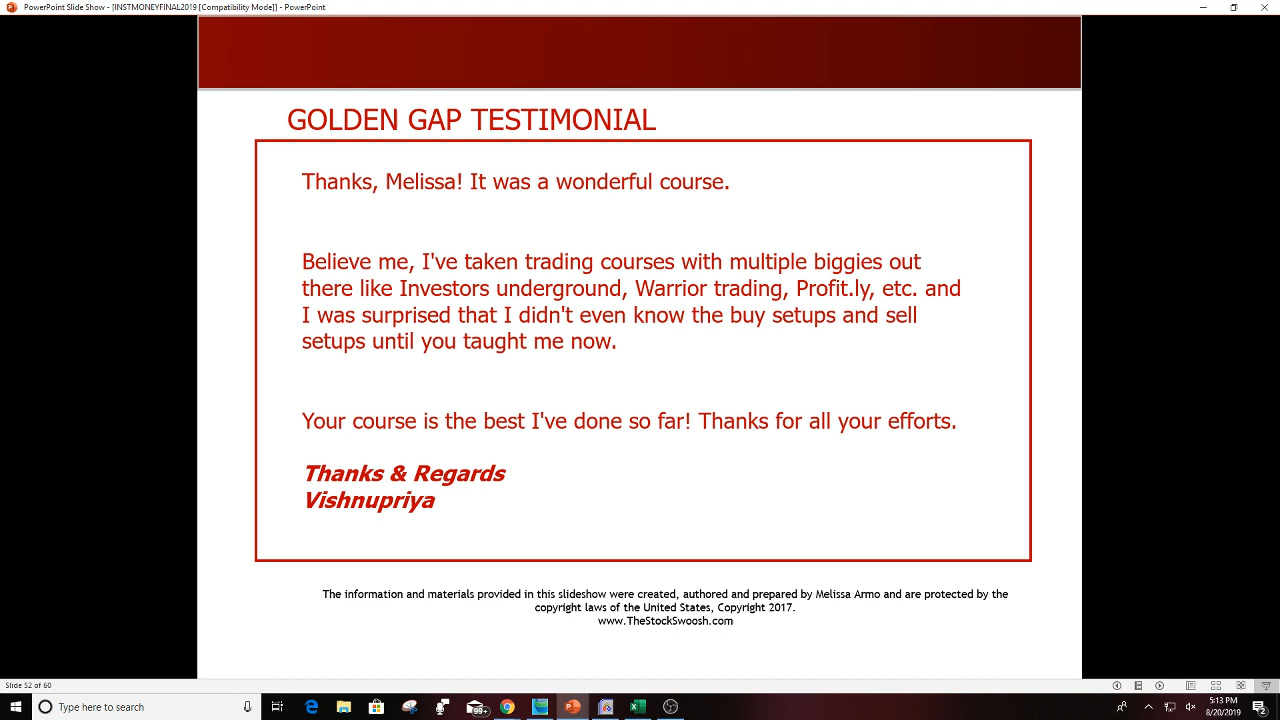 PowerPoint Slide Show - [INSTMONEYFINAL2019 [Compatibility Mode]] - PowerPoint
GOLDEN GAP TESTIMONIAL
Thanks, Melissa! It was a wonderful course.
Believe me, I've taken trading courses with multiple biggies out
there like Investors underground, Warrior trading, Profit.ly, etc. and
I was surprised that I didn't even know the buy setups and sell
setups until you taught me now.
Your course is the best I've done so far! Thanks for all your efforts.
Thanks & Regards
Vishnupriya
The information and materials provided in this slideshow were created, authored and prepared by Melissa Armo and are protected by the
copyright laws of the United States, Copyright 2017.
www.TheStockSwoosh.com
Slide 52 of 60
Type here to search
99+
5:13 PM
8/20/2019
2